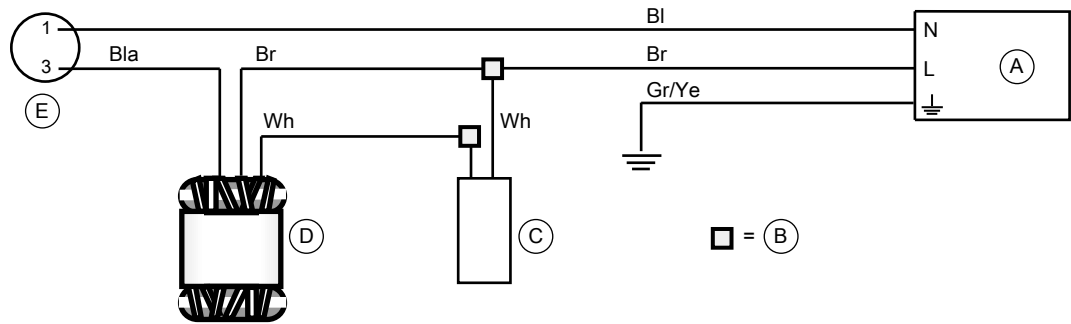 1 Bl N
3 Bla Br Br L A
E Gr/Ye
Wh Wh
D C = B